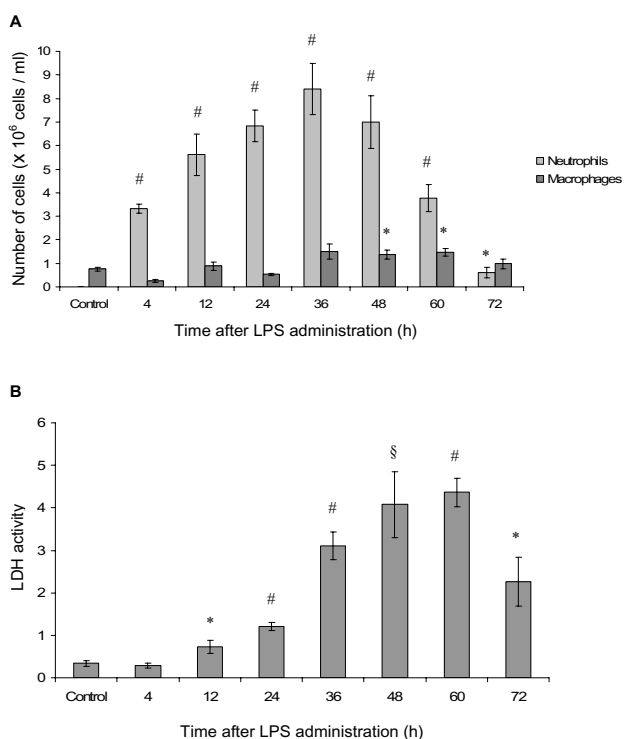 A
Number of cells (x 10⁶ cells / ml)
10
9
8
7
6
5
4
3
2
1
0
# # # # # # * * *
Neutrophils
Macrophages
Control 4 12 24 36 48 60 72
Time after LPS administration (h)
B
LDH activity
6
5
4
3
2
1
0
* # # § # *
Control 4 12 24 36 48 60 72
Time after LPS administration (h)